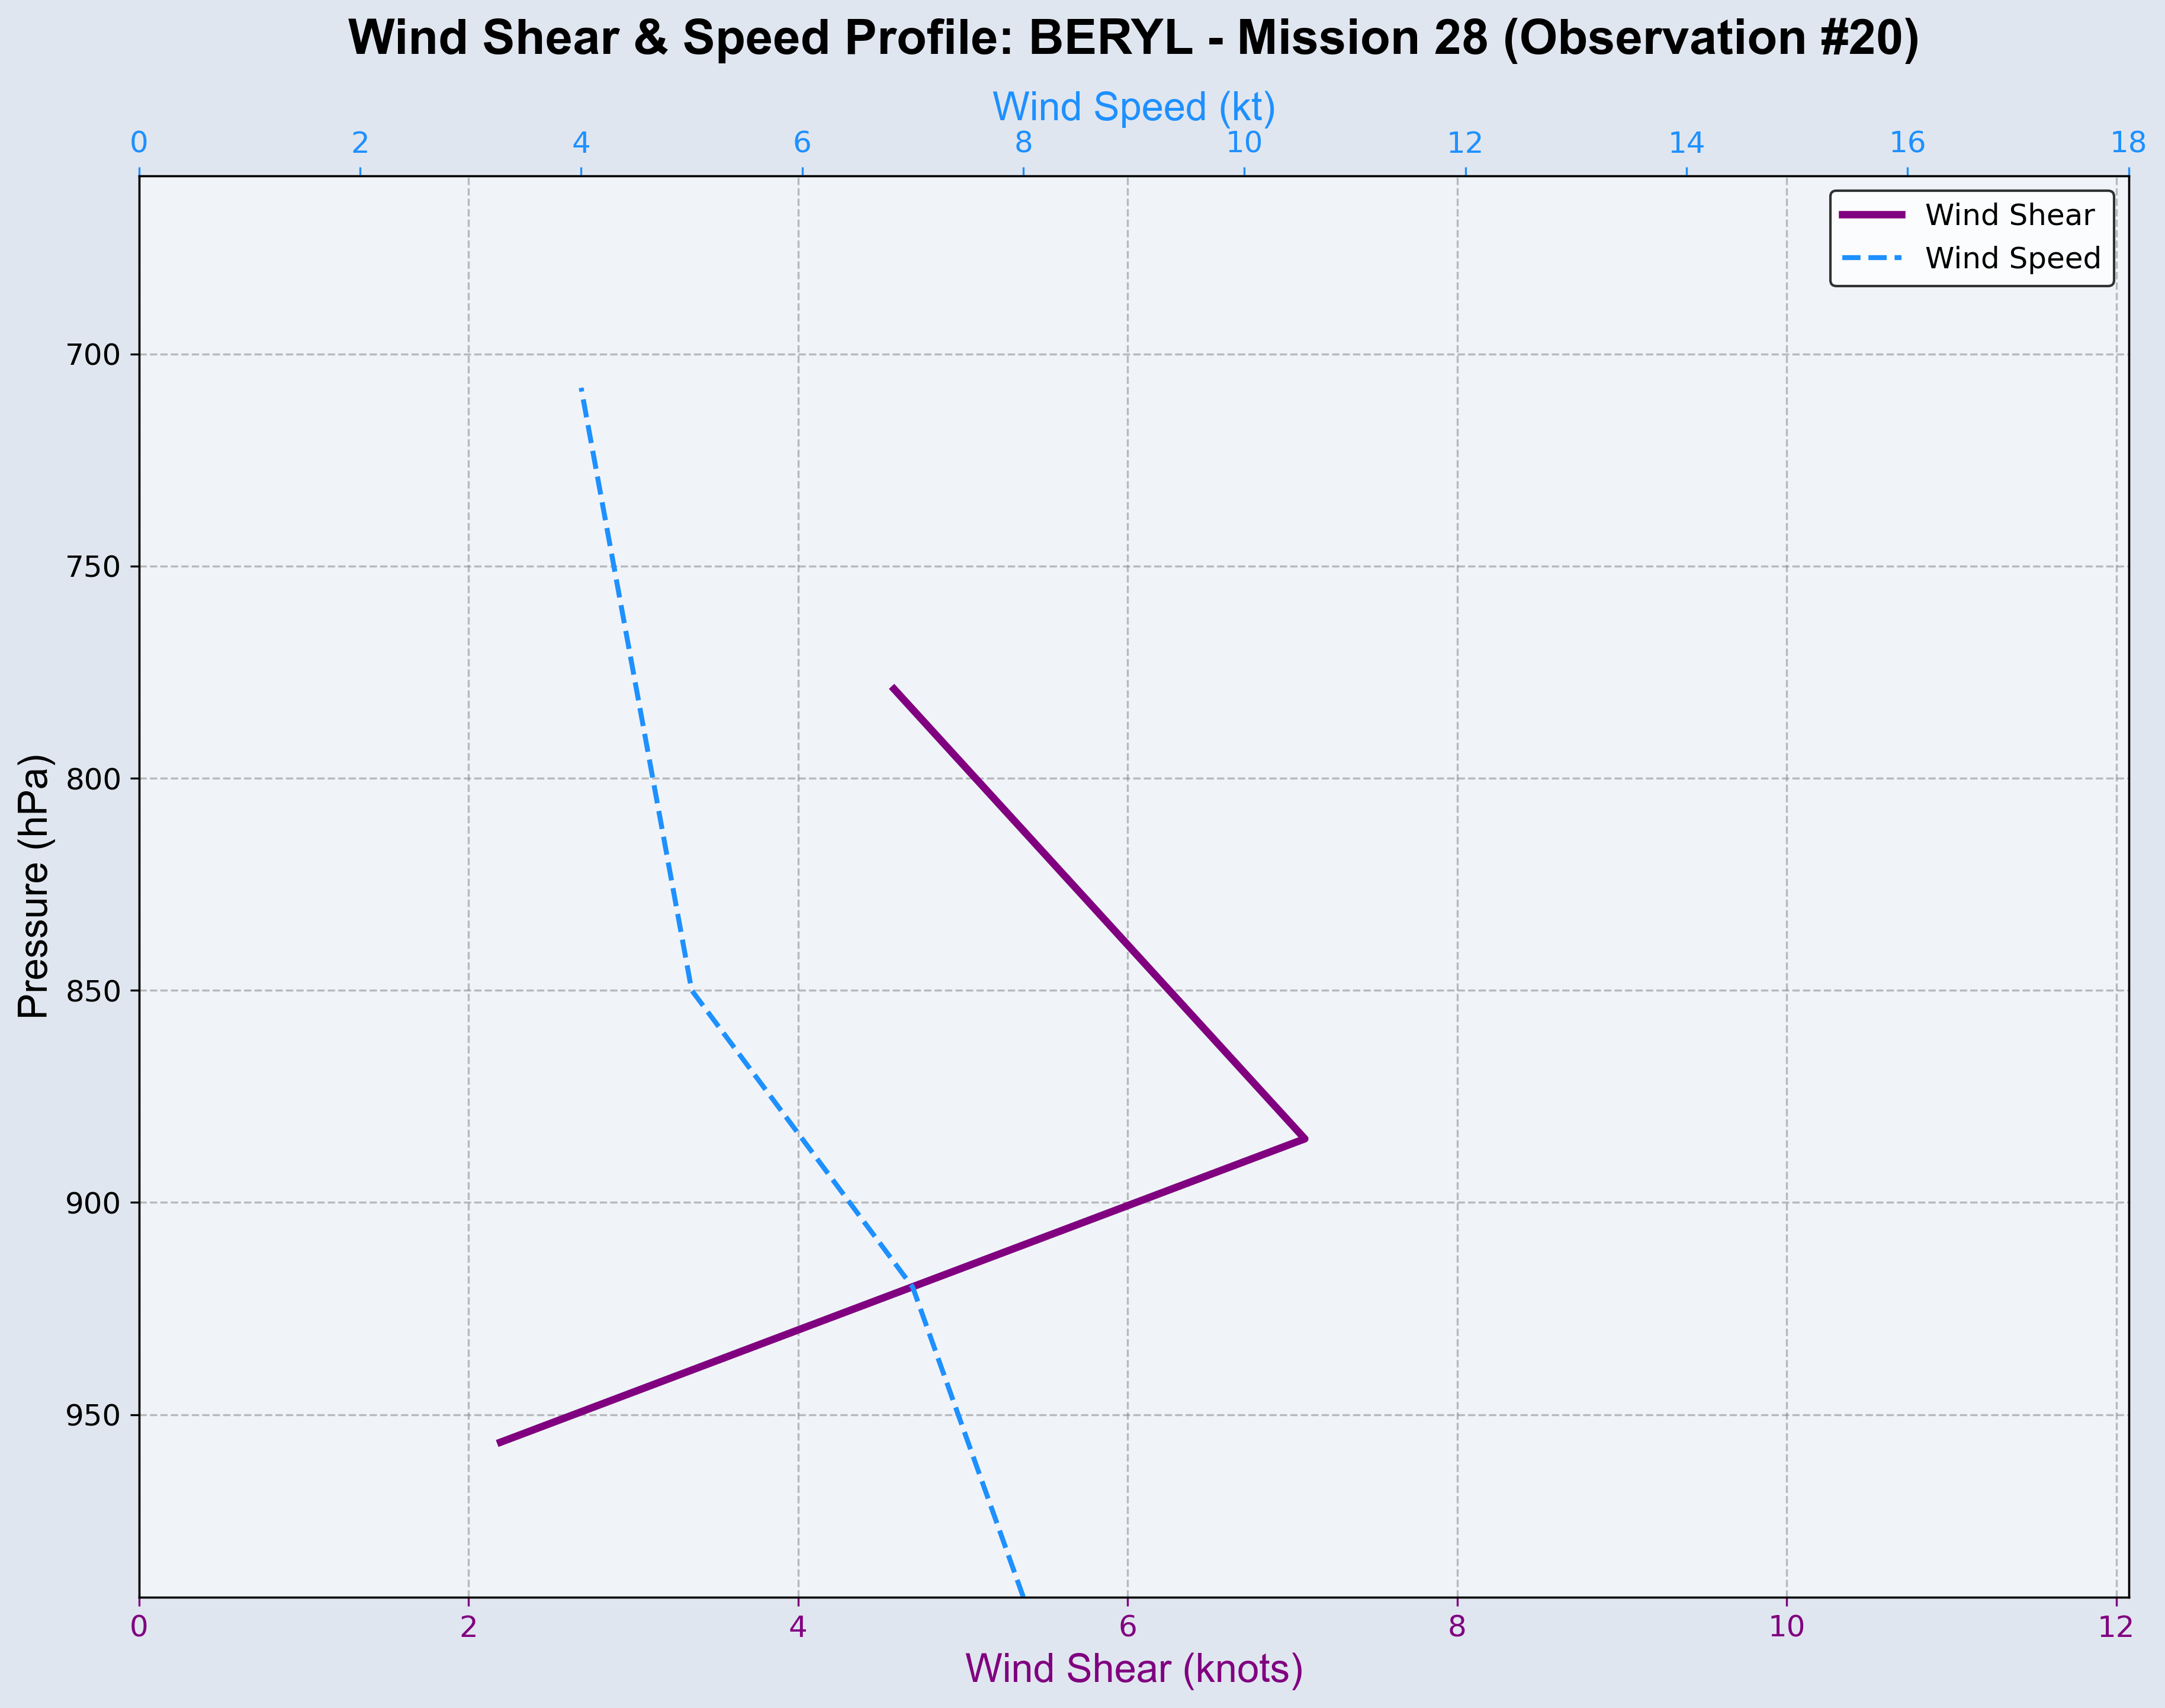 Wind Shear & Speed Profile: BERYL - Mission 28 (Observation #20)
Wind Speed (kt)
0 2 4 6 8 10 12 14 16 18
Wind Shear
Wind Speed
700
750
800
850
900
950
Pressure (hPa)
0 2 4 6 8 10 12
Wind Shear (knots)